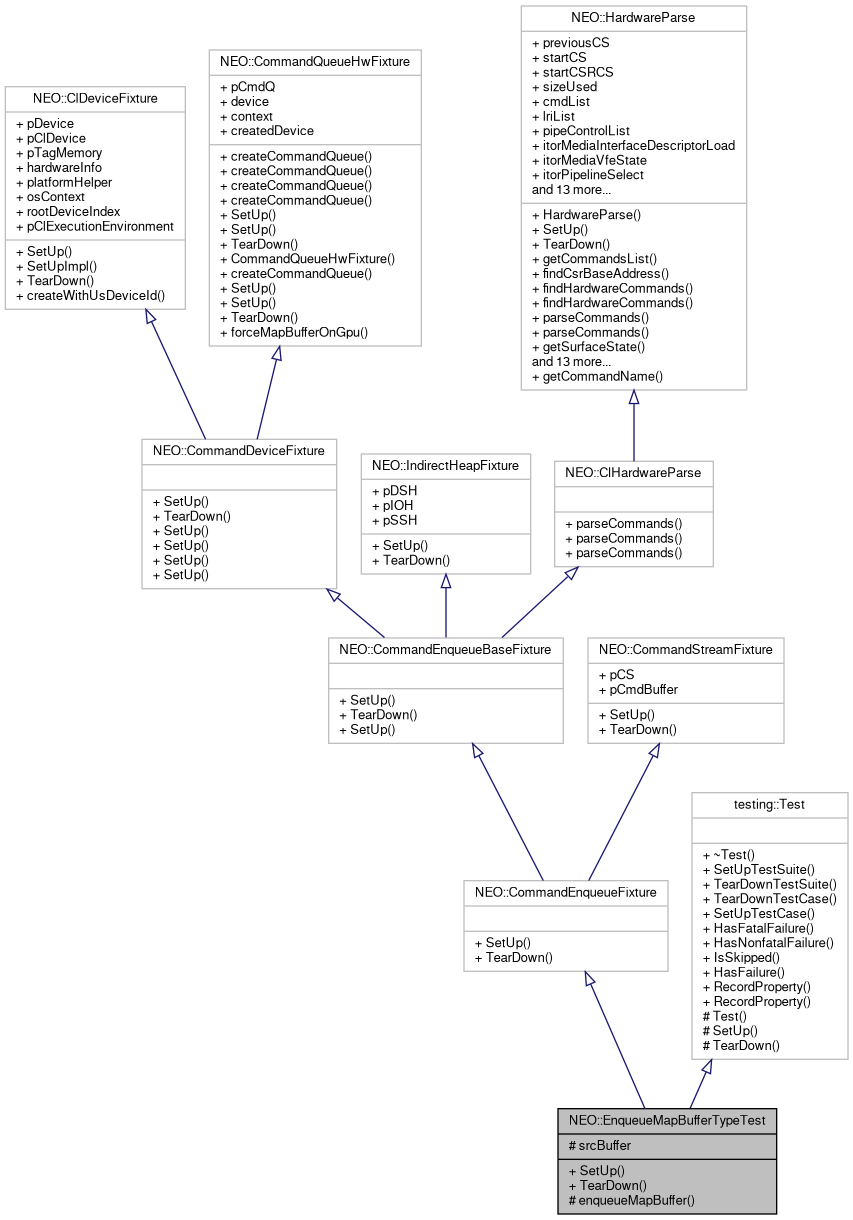 NEO::HardwareParse
+ previousCS
+ startCS
+ startCSRCS
+ sizeUsed
+ cmdList
+ lriList
+ pipeControlList
+ itorMediaInterfaceDescriptorLoad
+ itorMediaVfeState
+ itorPipelineSelect
and 13 more...
+ HardwareParse()
+ SetUp()
+ TearDown()
+ getCommandsList()
+ findCsrBaseAddress()
+ findHardwareCommands()
+ findHardwareCommands()
+ parseCommands()
+ parseCommands()
+ getSurfaceState()
and 13 more...
+ getCommandName()
NEO::CommandQueueHwFixture
+ pCmdQ
+ device
+ context
+ createdDevice
+ createCommandQueue()
+ createCommandQueue()
+ createCommandQueue()
+ createCommandQueue()
+ SetUp()
+ SetUp()
+ TearDown()
+ CommandQueueHwFixture()
+ createCommandQueue()
+ SetUp()
+ SetUp()
+ TearDown()
+ forceMapBufferOnGpu()
NEO::ClDeviceFixture
+ pDevice
+ pClDevice
+ pTagMemory
+ hardwareInfo
+ platformHelper
+ osContext
+ rootDeviceIndex
+ pClExecutionEnvironment
+ SetUp()
+ SetUpImpl()
+ TearDown()
+ createWithUsDeviceId()
NEO::CommandDeviceFixture
+ SetUp()
+ TearDown()
+ SetUp()
+ SetUp()
+ SetUp()
+ SetUp()
NEO::IndirectHeapFixture
+ pDSH
+ pIOH
+ pSSH
+ SetUp()
+ TearDown()
NEO::ClHardwareParse
+ parseCommands()
+ parseCommands()
+ parseCommands()
NEO::CommandEnqueueBaseFixture
+ SetUp()
+ TearDown()
+ SetUp()
NEO::CommandStreamFixture
+ pCS
+ pCmdBuffer
+ SetUp()
+ TearDown()
testing::Test
+ ~Test()
+ SetUpTestSuite()
+ TearDownTestSuite()
+ TearDownTestCase()
+ SetUpTestCase()
+ HasFatalFailure()
+ HasNonfatalFailure()
+ IsSkipped()
+ HasFailure()
+ RecordProperty()
+ RecordProperty()
# Test()
# SetUp()
# TearDown()
NEO::CommandEnqueueFixture
+ SetUp()
+ TearDown()
NEO::EnqueueMapBufferTypeTest
# srcBuffer
+ SetUp()
+ TearDown()
# enqueueMapBuffer()